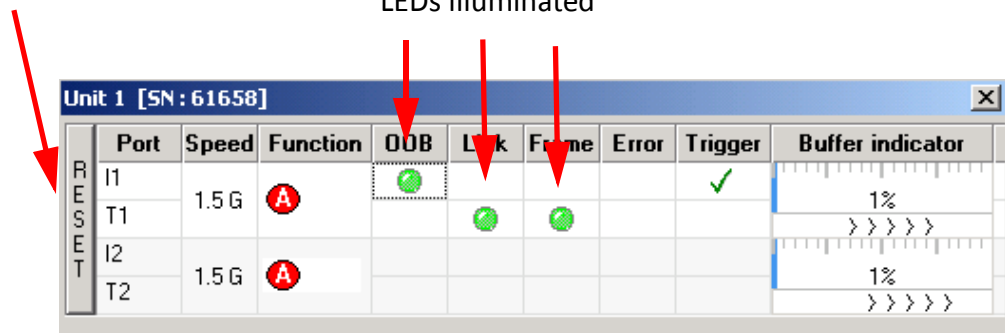 LEDs illuminated
Unit 1 [SN:61658]
RESET
Port Speed Function OOB Link Frame Error Trigger Buffer indicator
I1
1.5 G A 1%
T1
I2
1.5 G A 1%
T2